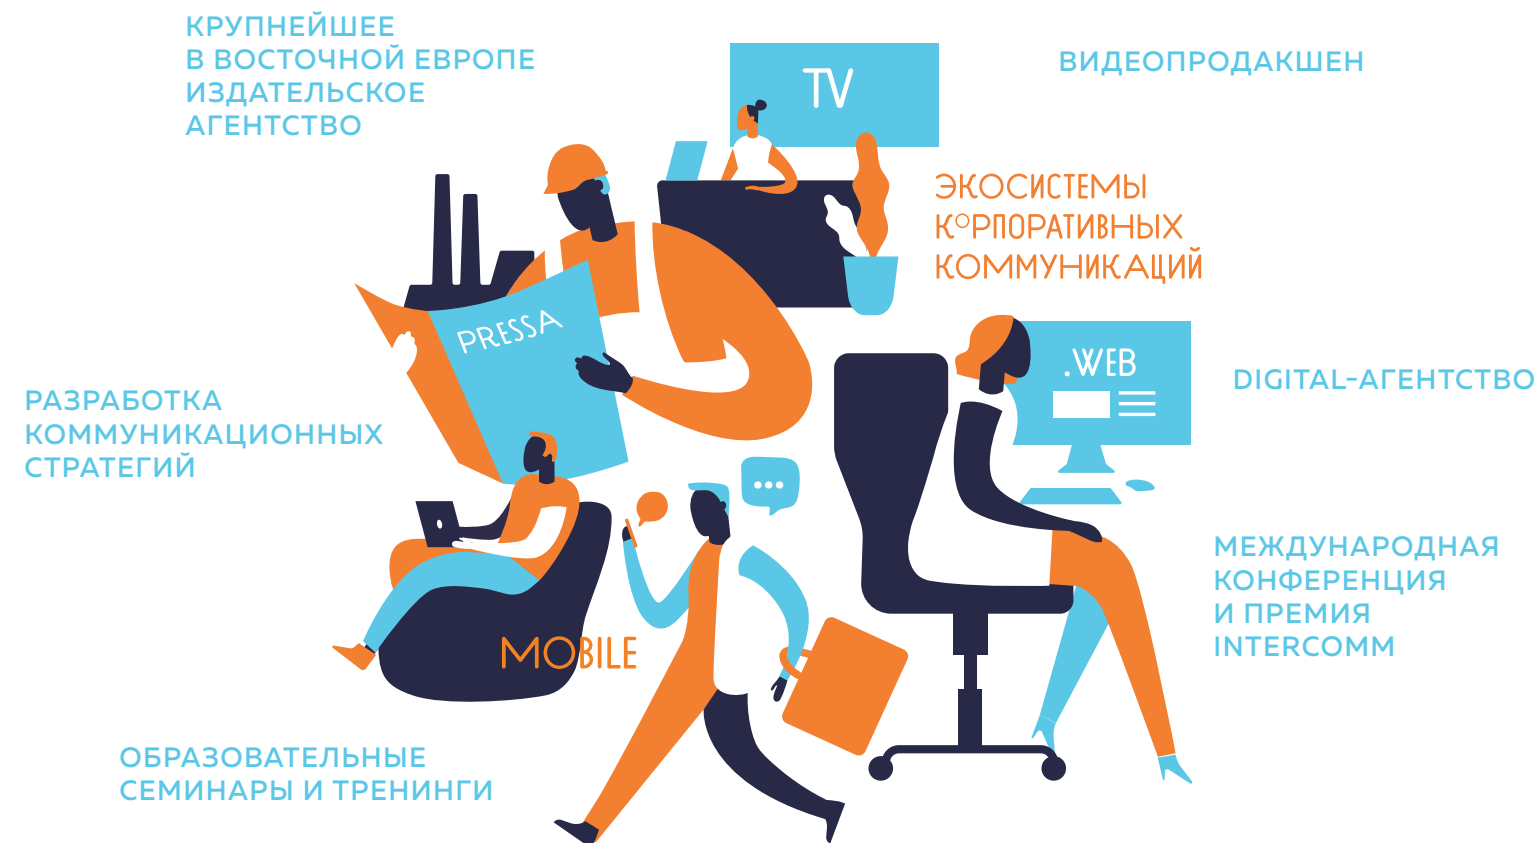 КРУПНЕЙШЕЕ
В ВОСТОЧНОЙ ЕВРОПЕ
ИЗДАТЕЛЬСКОЕ
АГЕНТСТВО
TV
ВИДЕОПРОДАКШЕН
ЭКОСИСТЕМЫ
КОРПОРАТИВНЫХ
КОММУНИКАЦИЙ
PRESSA
.WEB
DIGITAL-АГЕНТСТВО
РАЗРАБОТКА
КОММУНИКАЦИОННЫХ
СТРАТЕГИЙ
МЕЖДУНАРОДНАЯ
КОНФЕРЕНЦИЯ
И ПРЕМИЯ
INTERCOMM
MOBILE
ОБРАЗОВАТЕЛЬНЫЕ
СЕМИНАРЫ И ТРЕНИНГИ